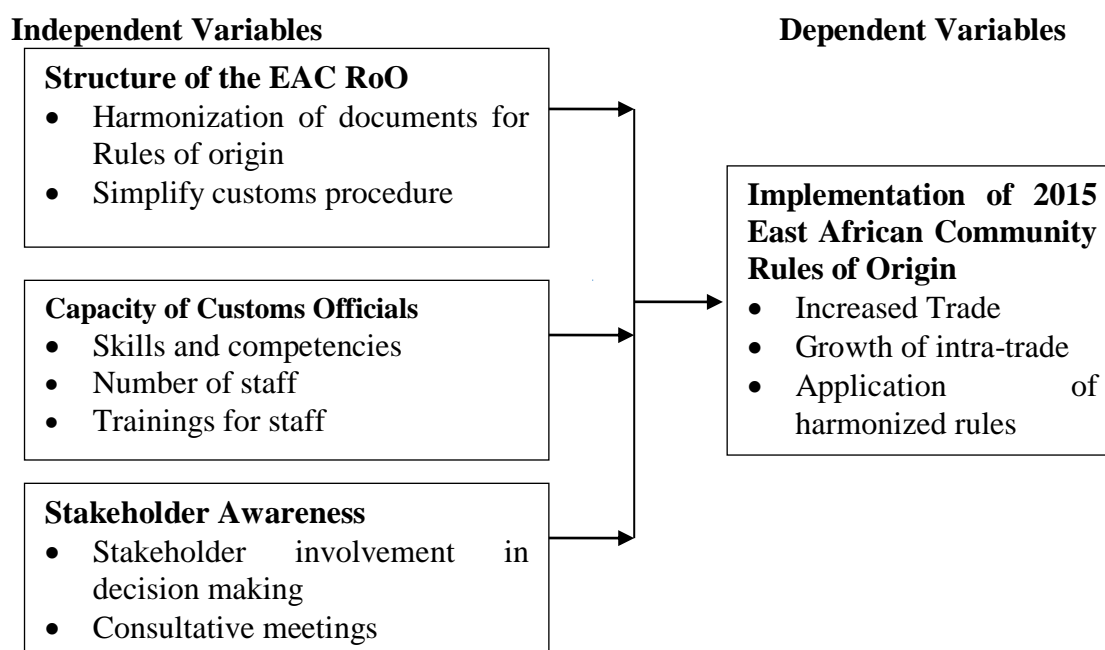 Independent Variables
Dependent Variables
Structure of the EAC RoO
• Harmonization of documents for
Rules of origin
• Simplify customs procedure
Capacity of Customs Officials
• Skills and competencies
• Number of staff
• Trainings for staff
Stakeholder Awareness
• Stakeholder involvement in
decision making
• Consultative meetings
Implementation of 2015
East African Community
Rules of Origin
• Increased Trade
• Growth of intra-trade
• Application of
harmonized rules